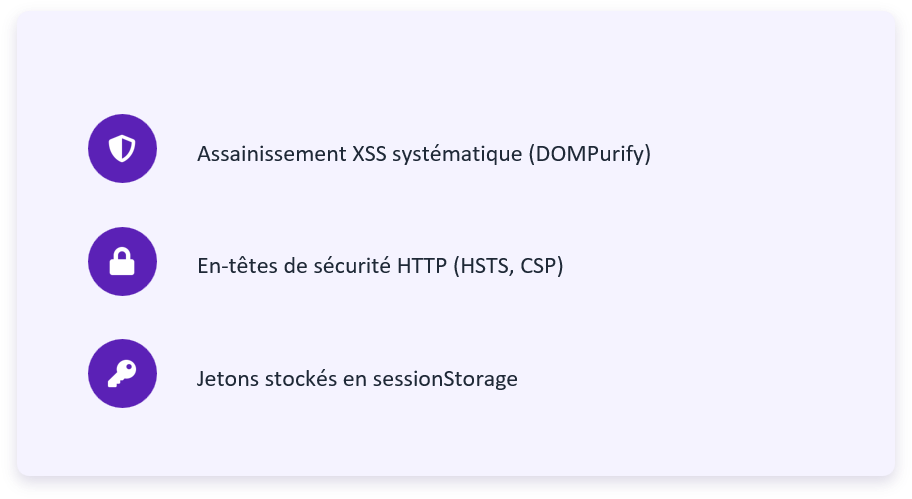 Assainissement XSS systématique (DOMPurify)
En-têtes de sécurité HTTP (HSTS, CSP)
Jetons stockés en sessionStorage